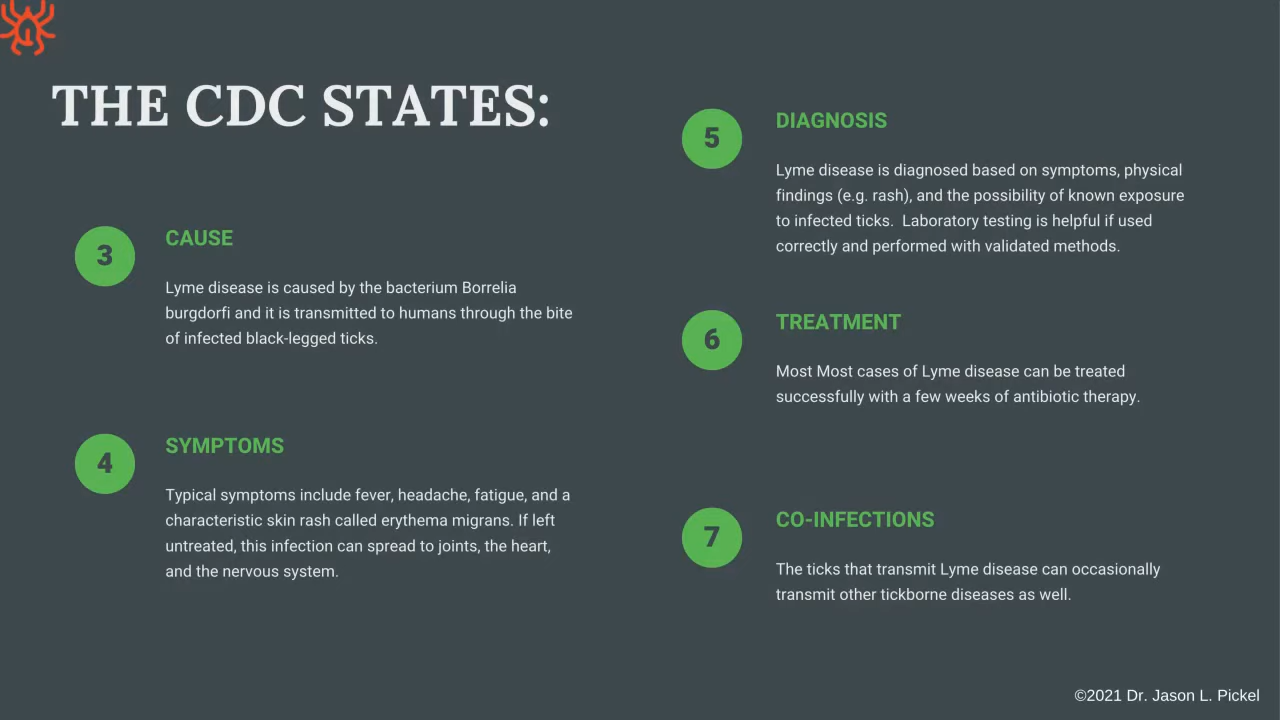 THE CDC STATES:
3
CAUSE
Lyme disease is caused by the bacterium Borrelia
burgdorfi and it is transmitted to humans through the bite
of infected black-legged ticks.
4
SYMPTOMS
Typical symptoms include fever, headache, fatigue, and a
characteristic skin rash called erythema migrans. If left
untreated, this infection can spread to joints, the heart,
and the nervous system.
5
DIAGNOSIS
Lyme disease is diagnosed based on symptoms, physical
findings (e.g. rash), and the possibility of known exposure
to infected ticks.  Laboratory testing is helpful if used
correctly and performed with validated methods.
6
TREATMENT
Most Most cases of Lyme disease can be treated
successfully with a few weeks of antibiotic therapy.
7
CO-INFECTIONS
The ticks that transmit Lyme disease can occasionally
transmit other tickborne diseases as well.
©2021 Dr. Jason L. Pickel